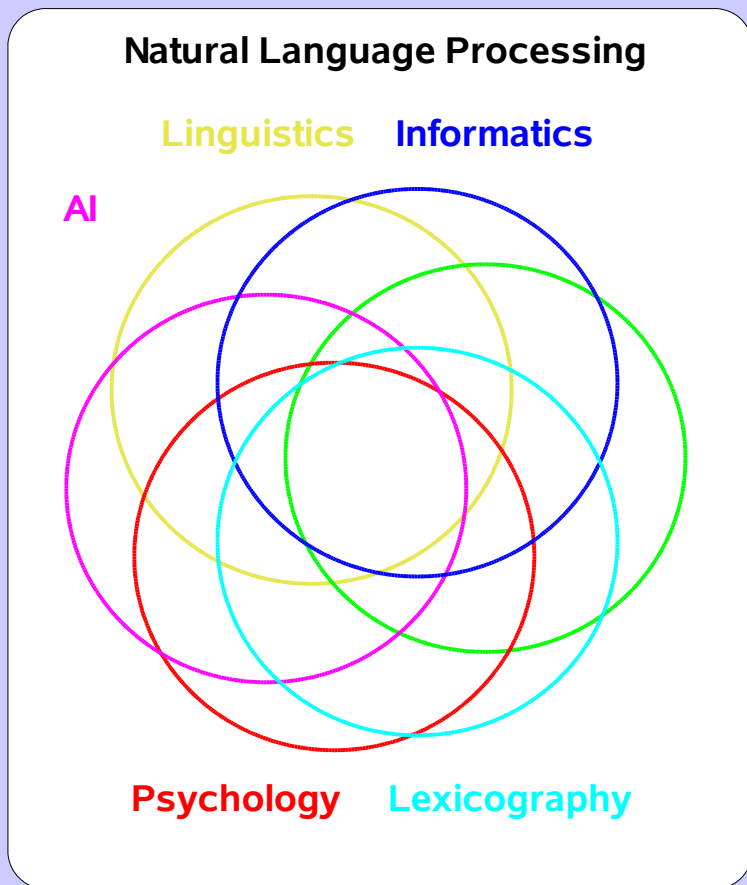 Natural Language Processing
Linguistics Informatics
AI
Psychology Lexicography